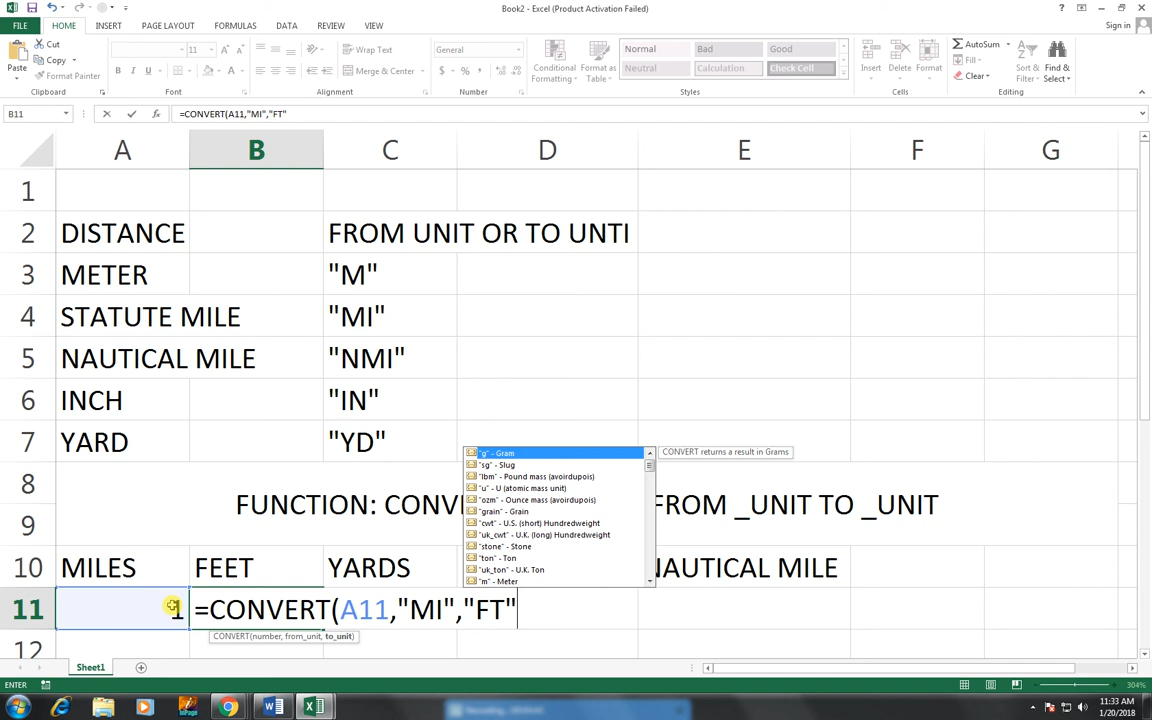 Book2 - Excel (Product Activation Failed)
FILE HOME INSERT PAGE LAYOUT FORMULAS DATA REVIEW VIEW Sign in
Paste Cut Copy Format Painter
11 A A Wrap Text General
B I U A Merge & Center $ % ,
Conditional Formatting Format as Table
Normal Bad Good
Neutral Calculation Check Cell
Insert Delete Format
AutoSum Fill Clear
Sort & Filter Find & Select
Clipboard Font Alignment Number Styles Cells Editing
B11 fx =CONVERT(A11,"MI","FT"
A B C D E F G
1
2 DISTANCE FROM UNIT OR TO UNTI
3 METER "M"
4 STATUTE MILE "MI"
5 NAUTICAL MILE "NMI"
6 INCH "IN"
7 YARD "YD"
8
9 FUNCTION: CONV FROM _UNIT TO _UNIT
"g" - Gram CONVERT returns a result in Grams
"sg" - Slug
"lbm" - Pound mass (avoirdupois)
"u" - U (atomic mass unit)
"ozm" - Ounce mass (avoirdupois)
"grain" - Grain
"cwt" - U.S. (short) Hundredweight
"uk_cwt" - U.K. (long) Hundredweight
"stone" - Stone
"ton" - Ton
"uk_ton" - U.K. Ton
"m" - Meter
10 MILES FEET YARDS NAUTICAL MILE
11 1 =CONVERT(A11,"MI","FT"
CONVERT(number, from_unit, to_unit)
12
Sheet1
ENTER 304%
11:33 AM
1/20/2018